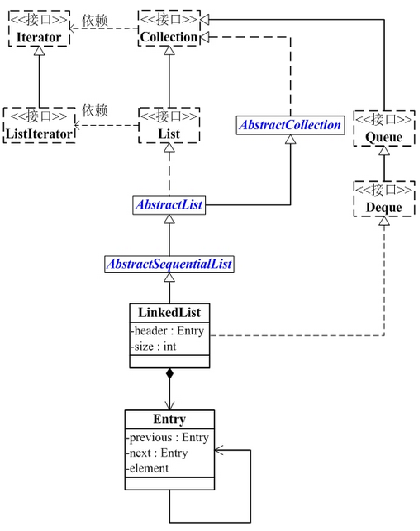 <<接口>>
Iterator
依赖
<<接口>>
Collection
<<接口>>
ListIterator
依赖
<<接口>>
List
AbstractCollection
<<接口>>
Queue
<<接口>>
Deque
AbstractList
AbstractSequentialList
LinkedList
-header : Entry
-size : int
Entry
-previous : Entry
-next : Entry
-element